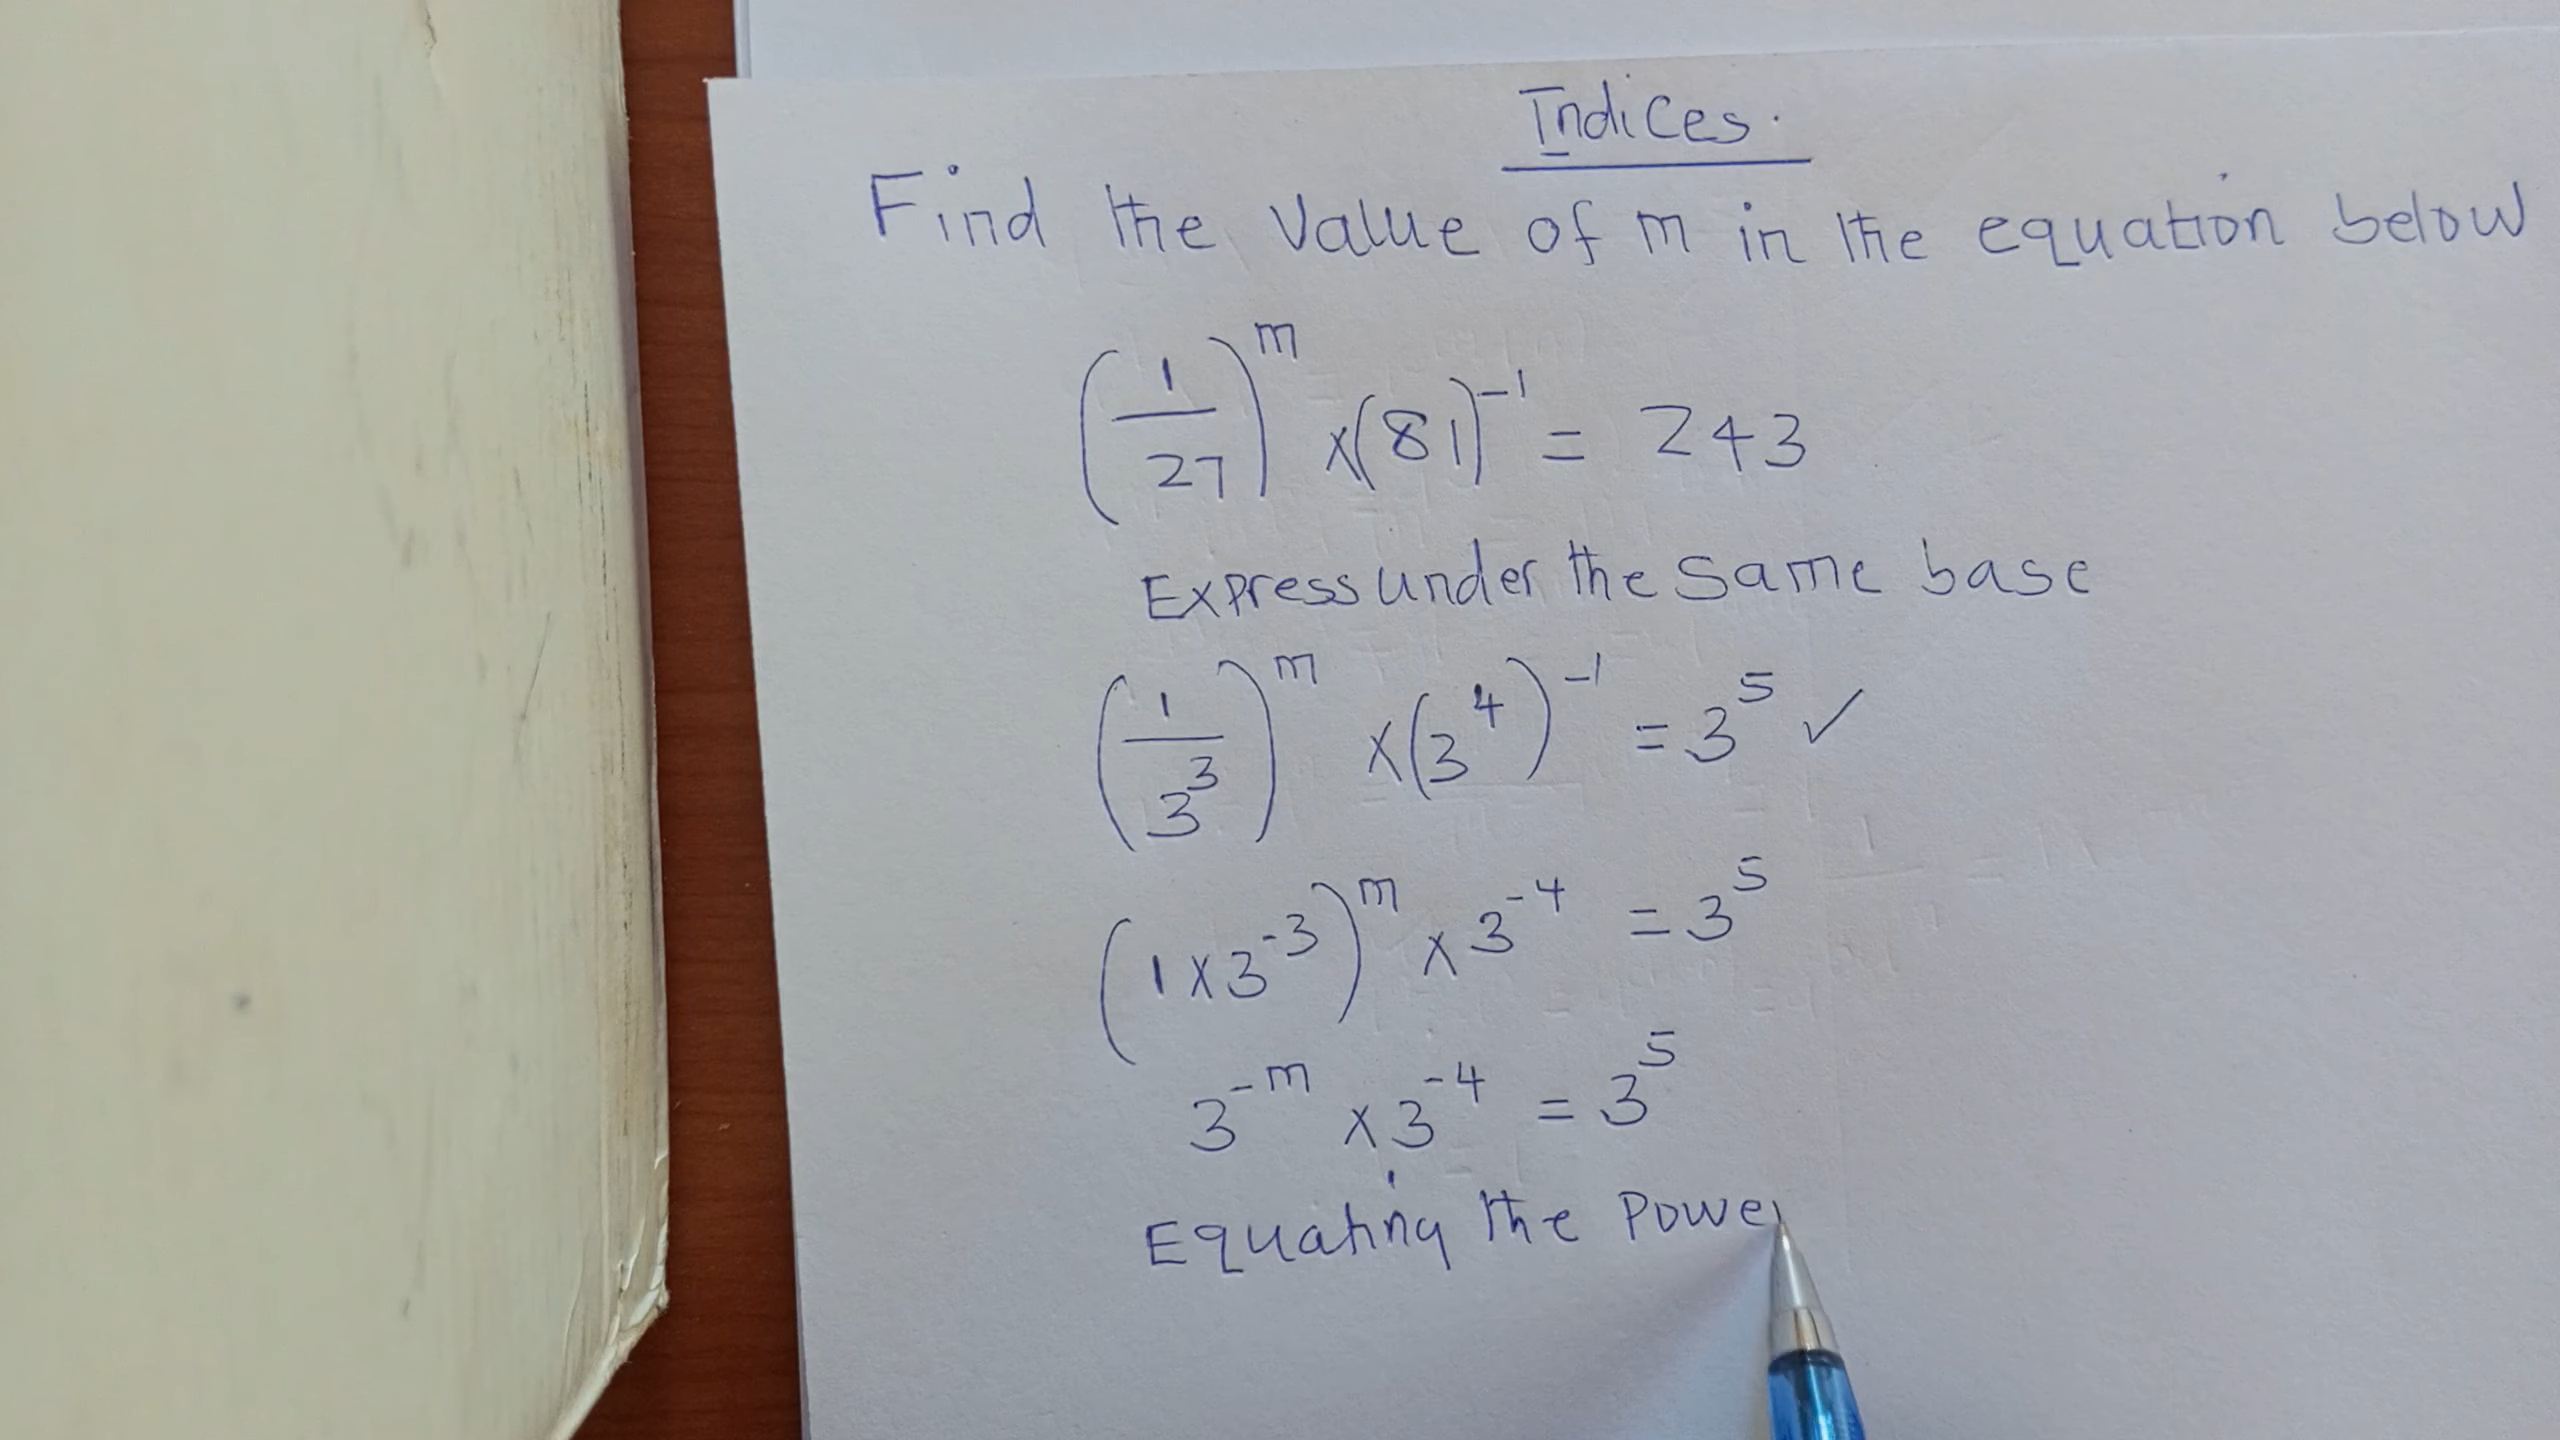 Indices.
Find the value of m in the equation below
(1/27)^m x (81)^-1 = 243
Express under the same base
(1/3^3)^m x (3^4)^-1 = 3^5 ✓
(1 x 3^-3)^m x 3^-4 = 3^5
3^-m x 3^-4 = 3^5
Equating the Power